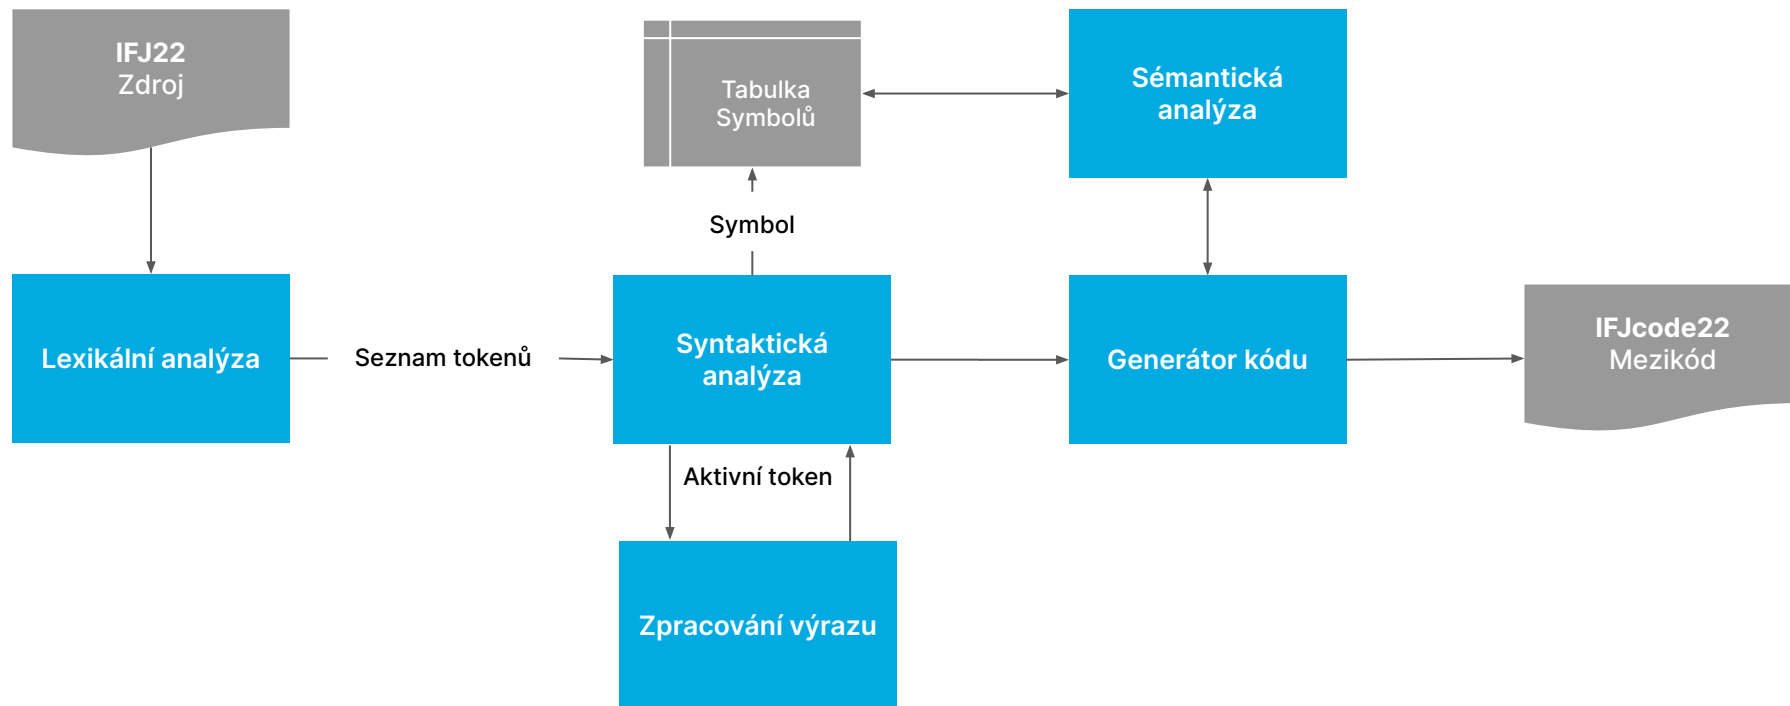 IFJ22
Zdroj
Tabulka
Symbolů
Sémantická
analýza
Symbol
Lexikální analýza
Seznam tokenů
Syntaktická
analýza
Generátor kódu
IFJcode22
Mezikód
Aktivní token
Zpracování výrazu